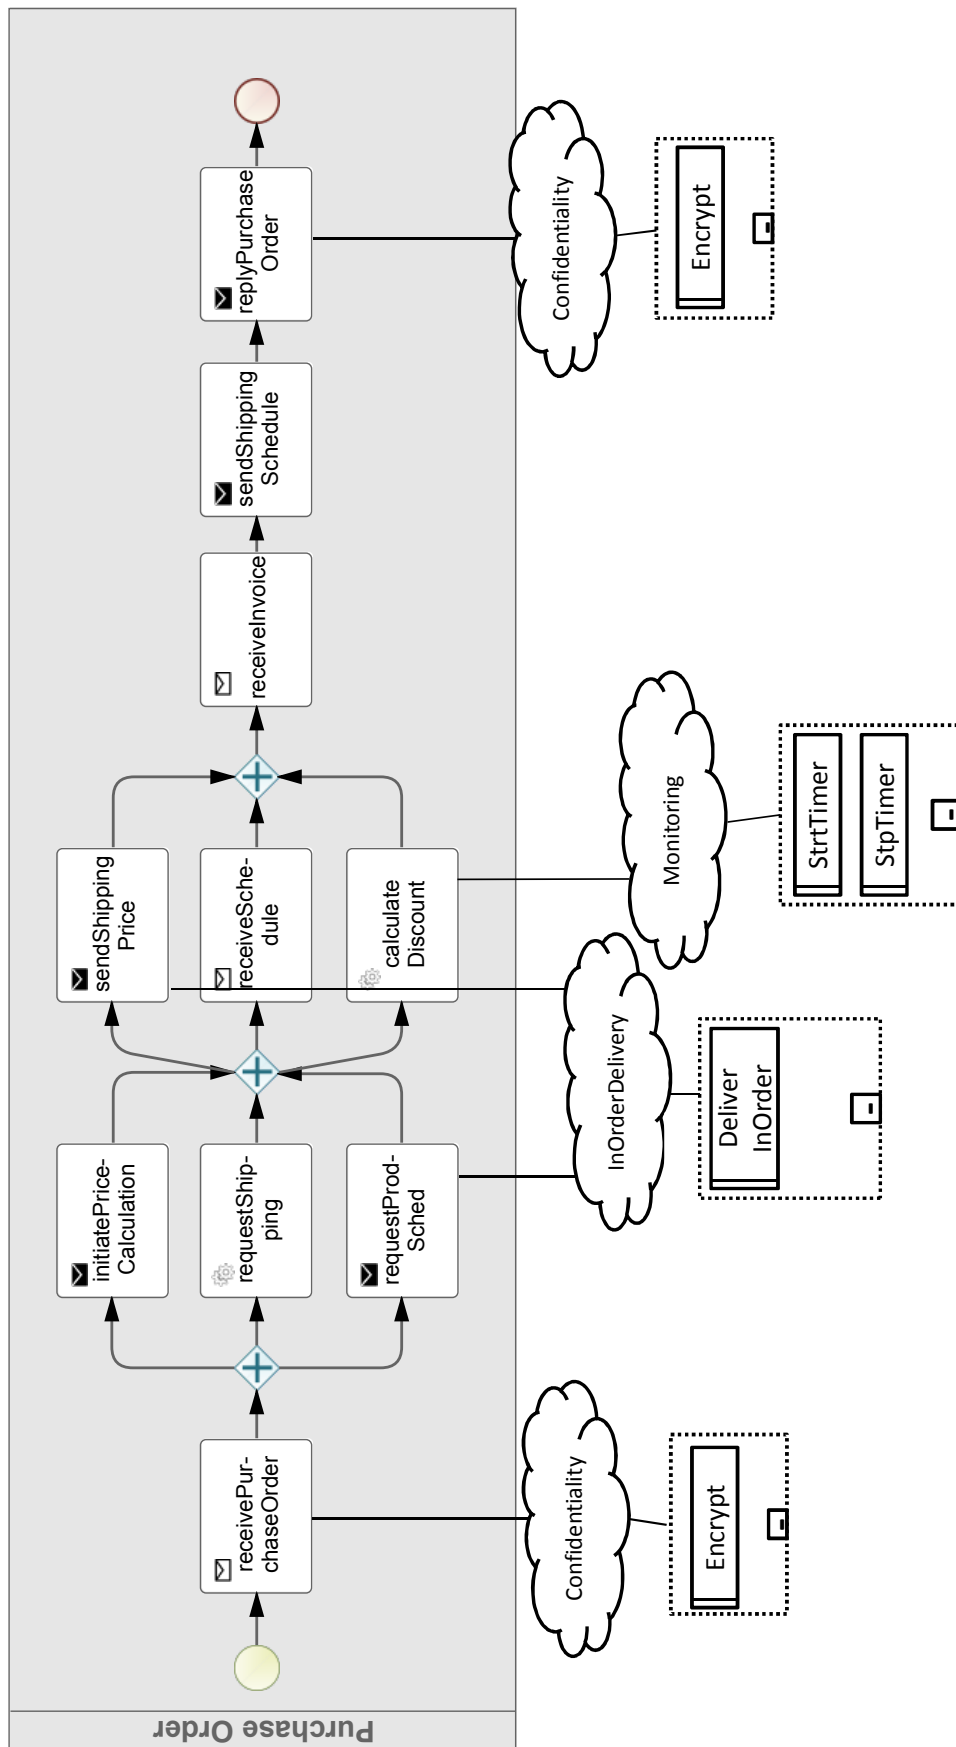 Purchase Order
receivePur-
chaseOrder
initiatePrice-
Calculation
requestShip-
ping
requestProd-
Sched
sendShipping
Price
receiveSche-
dule
calculate
Discount
receiveInvoice
sendShipping
Schedule
replyPurchase
Order
Confidentiality
Encrypt
InOrderDelivery
Deliver
InOrder
Monitoring
StrtTimer
StpTimer
Confidentiality
Encrypt